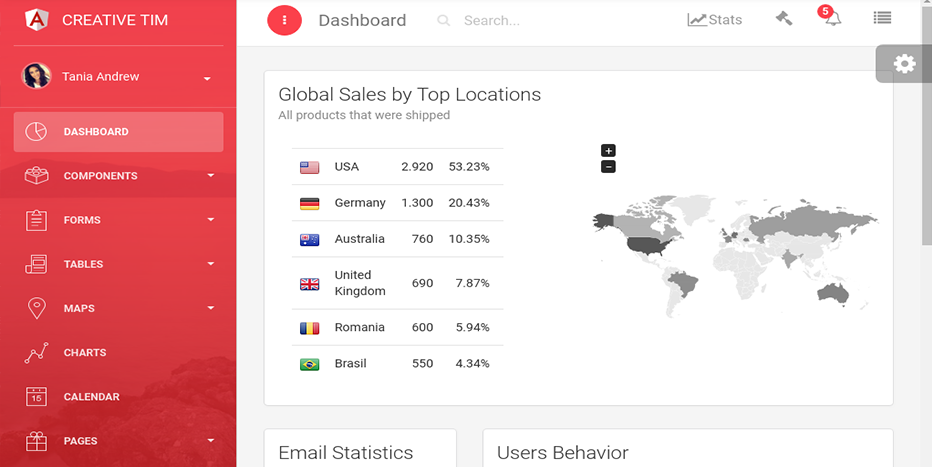 CREATIVE TIM
Tania Andrew
DASHBOARD
COMPONENTS
FORMS
TABLES
MAPS
CHARTS
15
CALENDAR
PAGES
Dashboard
Search...
Stats
5
Global Sales by Top Locations
All products that were shipped
USA 2.920 53.23%
Germany 1.300 20.43%
Australia 760 10.35%
United
Kingdom 690 7.87%
Romania 600 5.94%
Brasil 550 4.34%
+
−
Email Statistics
Users Behavior